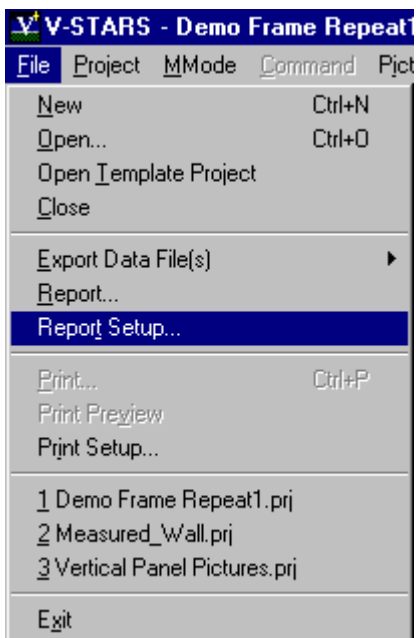 V-STARS - Demo Frame Repeat1
File Project MMode Command Pict
New Ctrl+N
Open... Ctrl+O
Open Template Project
Close
Export Data File(s)
Report...
Report Setup...
Print... Ctrl+P
Print Preview
Print Setup...
1 Demo Frame Repeat1.prj
2 Measured_Wall.prj
3 Vertical Panel Pictures.prj
Exit